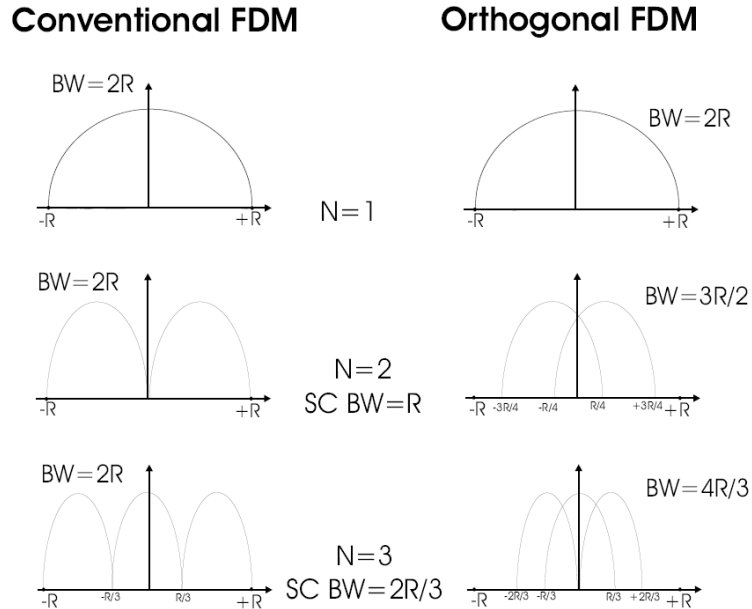 Conventional FDM
Orthogonal FDM
BW=2R
BW=2R
-R
+R
N=1
-R
+R
BW=2R
BW=3R/2
N=2
SC BW=R
-R
+R
-R
-3R/4
-R/4
R/4
+3R/4
+R
BW=2R
BW=4R/3
N=3
SC BW=2R/3
-R
-R/3
R/3
+R
-R
-2R/3
-R/3
R/3
+2R/3
+R